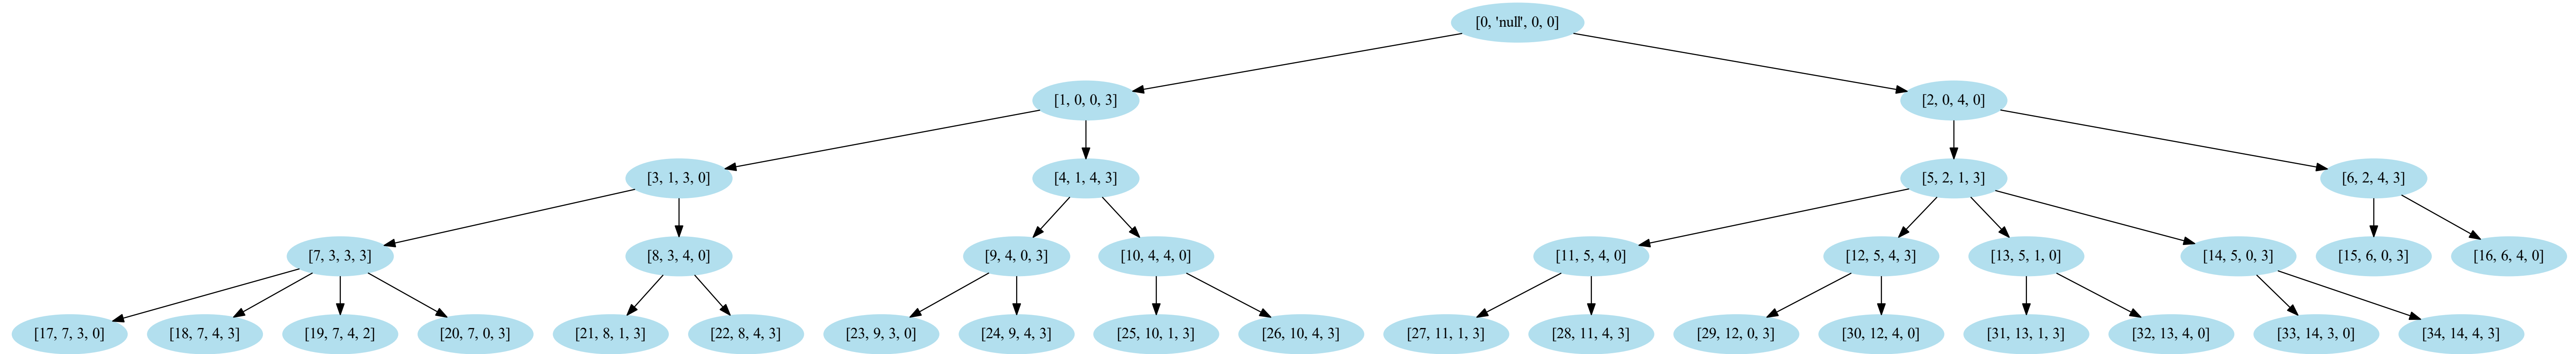 [0, 'null', 0, 0]
[1, 0, 0, 3]
[2, 0, 4, 0]
[3, 1, 3, 0]
[4, 1, 4, 3]
[5, 2, 1, 3]
[6, 2, 4, 3]
[7, 3, 3, 3]
[8, 3, 4, 0]
[9, 4, 0, 3]
[10, 4, 4, 0]
[11, 5, 4, 0]
[12, 5, 4, 3]
[13, 5, 1, 0]
[14, 5, 0, 3]
[15, 6, 0, 3]
[16, 6, 4, 0]
[17, 7, 3, 0]
[18, 7, 4, 3]
[19, 7, 4, 2]
[20, 7, 0, 3]
[21, 8, 1, 3]
[22, 8, 4, 3]
[23, 9, 3, 0]
[24, 9, 4, 3]
[25, 10, 1, 3]
[26, 10, 4, 3]
[27, 11, 1, 3]
[28, 11, 4, 3]
[29, 12, 0, 3]
[30, 12, 4, 0]
[31, 13, 1, 3]
[32, 13, 4, 0]
[33, 14, 3, 0]
[34, 14, 4, 3]